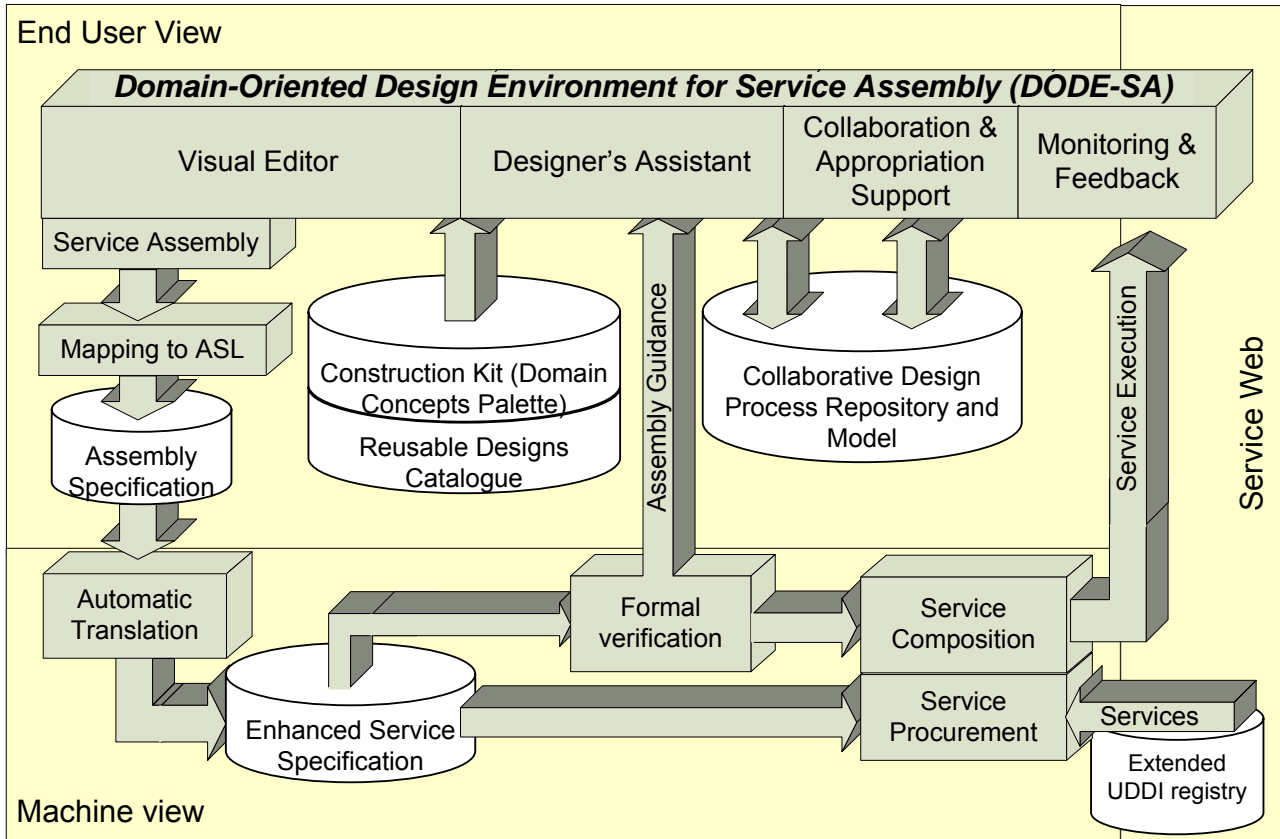 End User View
Domain-Oriented Design Environment for Service Assembly (DODE-SA)
Visual Editor
Designer's Assistant
Collaboration &
Appropriation
Support
Monitoring &
Feedback
Service Assembly
Mapping to ASL
Assembly
Specification
Construction Kit (Domain
Concepts Palette)
Reusable Designs
Catalogue
Assembly Guidance
Collaborative Design
Process Repository and
Model
Service Execution
Service Web
Automatic
Translation
Formal
verification
Service
Composition
Enhanced Service
Specification
Service
Procurement
Services
Extended
UDDI registry
Machine view